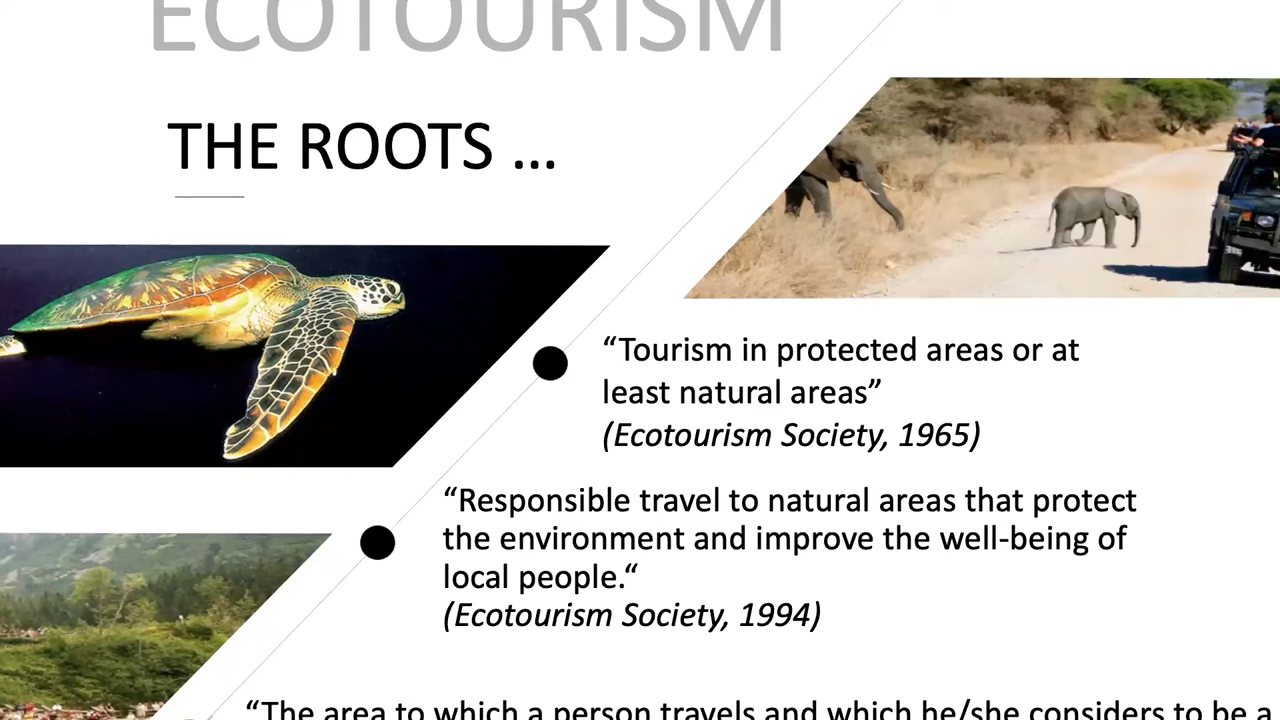 ECOTOURISM
THE ROOTS ...
“Tourism in protected areas or at
least natural areas”
(Ecotourism Society, 1965)
“Responsible travel to natural areas that protect
the environment and improve the well-being of
local people.“
(Ecotourism Society, 1994)
“The area to which a person travels and which he/she considers to be a